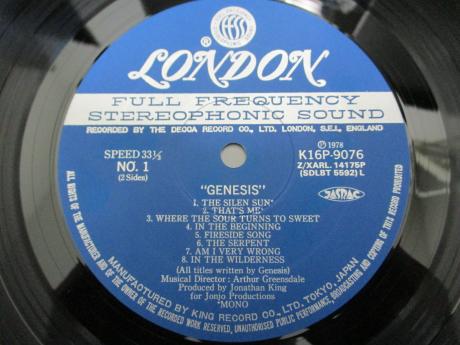 ffss
® LONDON
FULL FREQUENCY
STEREOPHONIC SOUND
RECORDED BY THE DECCA RECORD CO., LTD. LONDON, S.E.I., ENGLAND
SPEED 33⅓
NO. 1
(2 Sides)
℗ 1978
K16P-9076
Z/XARL. 14175P
(SDLBT 5592) L
JASRAC
"GENESIS"
1. THE SILEN SUN*
2. THAT'S ME*
3. WHERE THE SOUR TURNS TO SWEET
4. IN THE BEGINNING
5. FIRESIDE SONG
6. THE SERPENT
7. AM I VERY WRONG
8. IN THE WILDERNESS
(All titles written by Genesis)
Musical Director : Arthur Greensdale
Produced by Jonathan King
for Jonjo Productions
*MONO
MANUFACTURED BY KING RECORD CO., LTD, TOKYO, JAPAN
ALL RIGHTS OF THE MANUFACTURER AND OF THE OWNER OF THE RECORDED WORK RESERVED, UNAUTHORISED PUBLIC PERFORMANCE, BROADCASTING AND COPYING OF THIS RECORD PROHIBITED